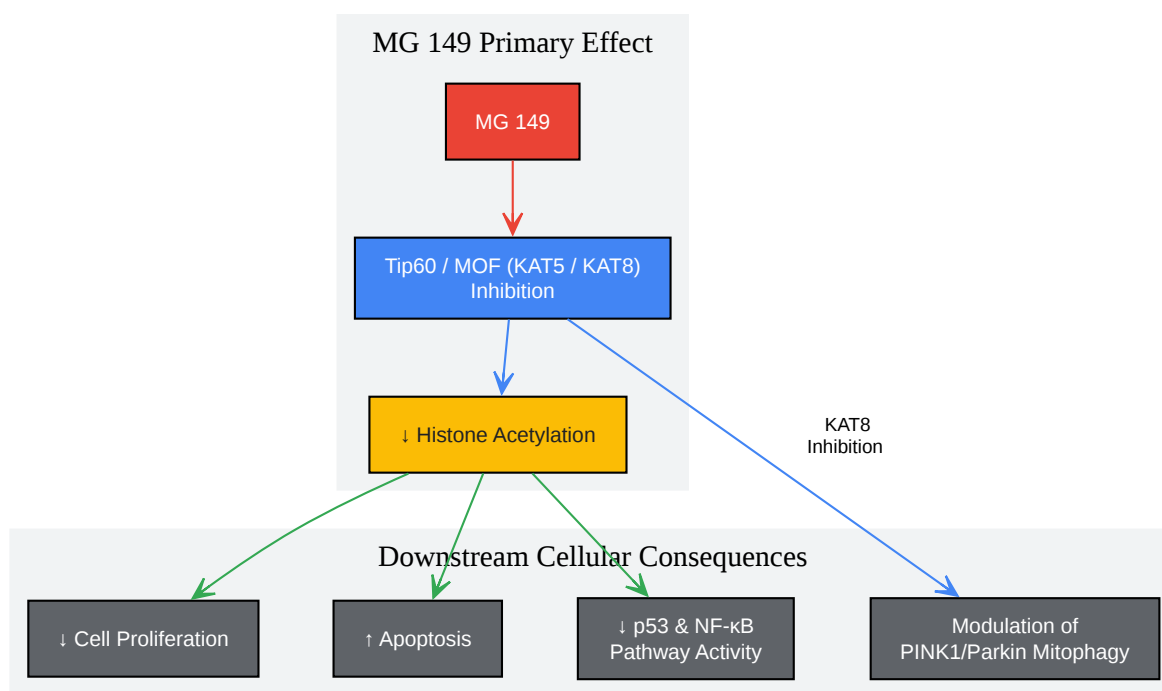 MG 149 Primary Effect
MG 149
Tip60 / MOF (KAT5 / KAT8)
Inhibition
↓ Histone Acetylation
KAT8
Inhibition
Downstream Cellular Consequences
↓ Cell Proliferation
↑ Apoptosis
↓ p53 & NF-κB
Pathway Activity
Modulation of
PINK1/Parkin Mitophagy